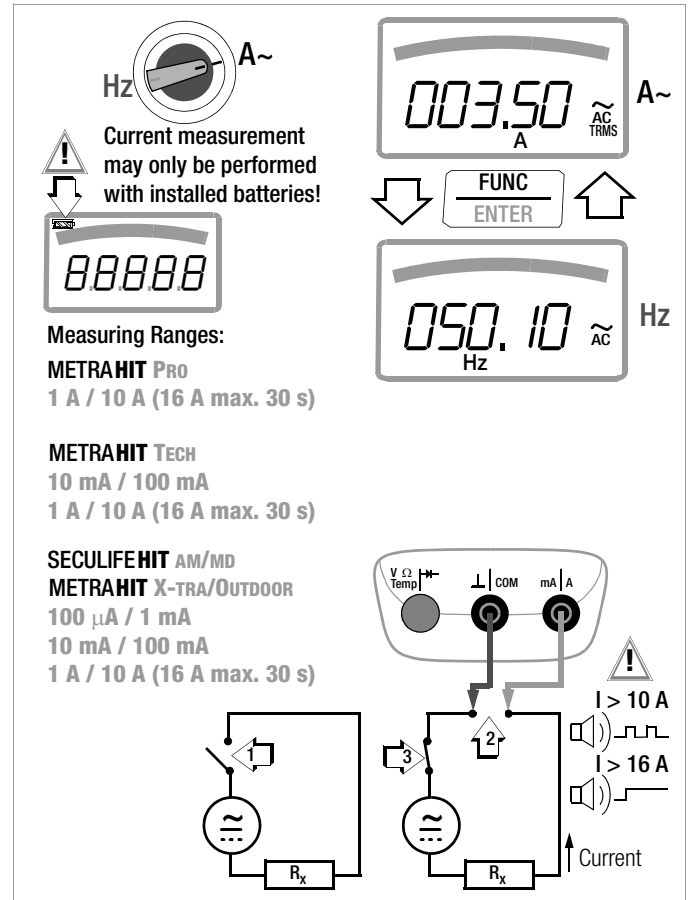 A~
Hz
Current measurement
may only be performed
with installed batteries!
88888
Measuring Ranges:
METRAHIT PRO
1 A / 10 A (16 A max. 30 s)
METRAHIT TECH
10 mA / 100 mA
1 A / 10 A (16 A max. 30 s)
SECULIFEHIT AM/MD
METRAHIT X-TRA/OUTDOOR
100 µA / 1 mA
10 mA / 100 mA
1 A / 10 A (16 A max. 30 s)
003.50 ~ AC TRMS
A
A~
FUNC
ENTER
050.10 ~ AC
Hz
Hz
V Ω
Temp
⊥ COM
mA A
!
I > 10 A
I > 16 A
1
2
3
~
~
Rx
Rx
Current
!